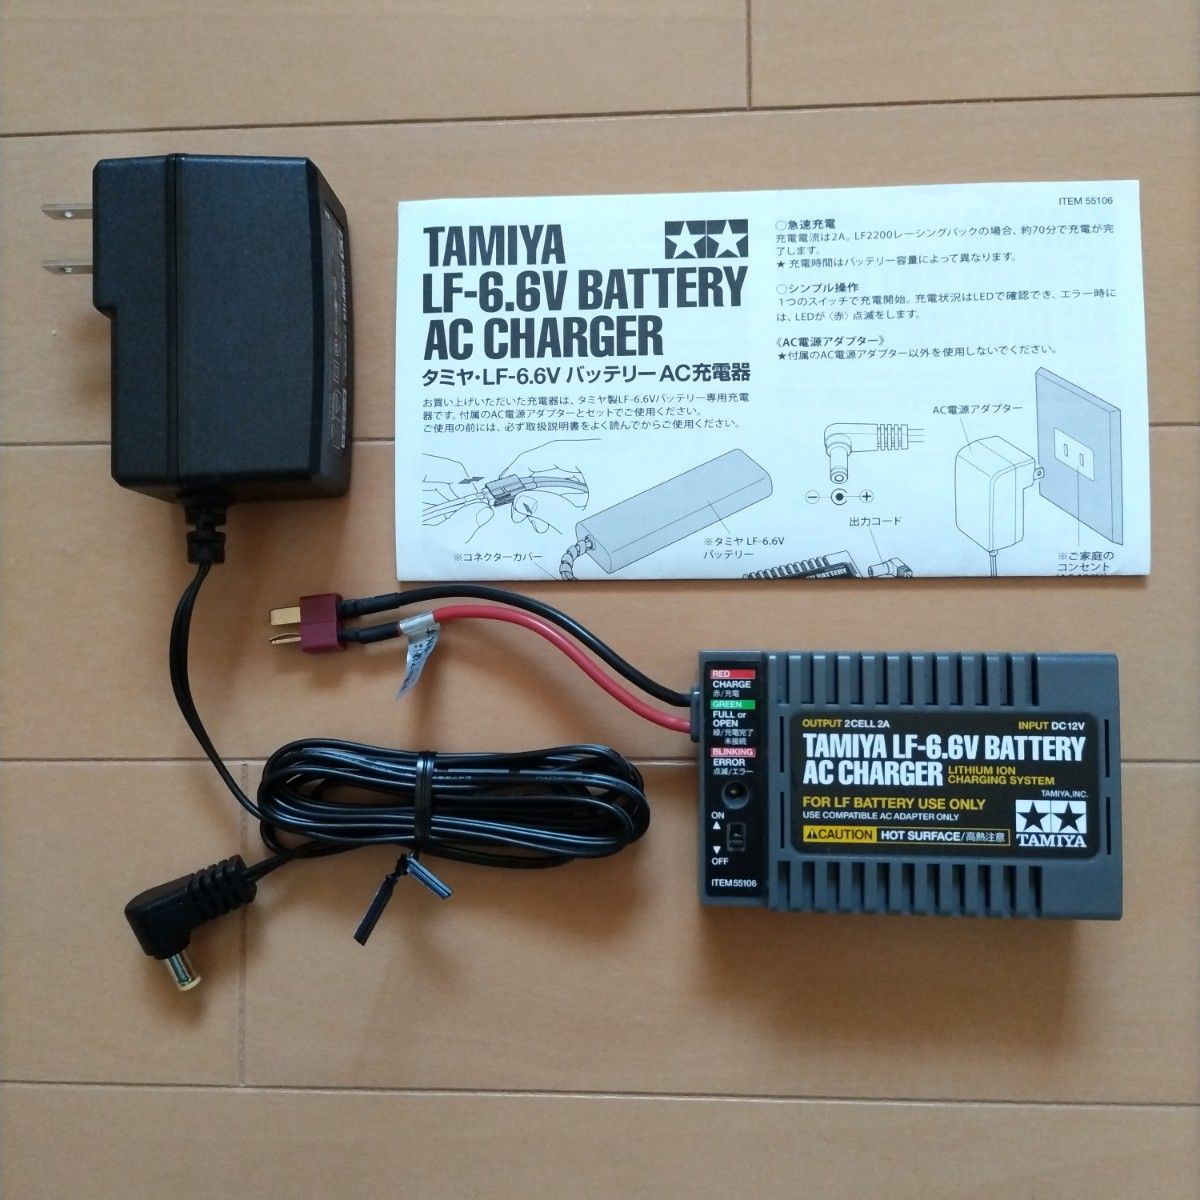 ITEM 55106
TAMIYA
LF-6.6V BATTERY
AC CHARGER
タミヤ・LF-6.6V バッテリー AC充電器
お買い上げいただいた充電器は、タミヤ製LF-6.6Vバッテリー専用充電
器です。付属のAC電源アダプターとセットでご使用ください。
ご使用の前には、必ず取扱説明書をよく読んでからご使用ください。
※コネクターカバー
※タミヤ LF-6.6V
バッテリー
○急速充電
充電電流は2A。LF2200レーシングパックの場合、約70分で充電が完
了します。
★ 充電時間はバッテリー容量によって異なります。
○シンプル操作
1つのスイッチで充電開始。充電状況はLEDで確認でき、エラー時に
は、LEDが〈赤〉点滅をします。
《AC電源アダプター》
★付属のAC電源アダプター以外を使用しないでください。
AC電源アダプター
出力コード
※ご家庭の
コンセント
RED
CHARGE
赤/充電
GREEN
FULL or
OPEN
緑/充電完了
未接続
BLINKING
ERROR
点滅/エラー
ON
OFF
ITEM 55106
OUTPUT 2CELL 2A
INPUT DC12V
TAMIYA LF-6.6V BATTERY
AC CHARGER LITHIUM ION
CHARGING SYSTEM
TAMIYA, INC.
FOR LF BATTERY USE ONLY
USE COMPATIBLE AC ADAPTER ONLY
CAUTION HOT SURFACE/高熱注意
TAMIYA